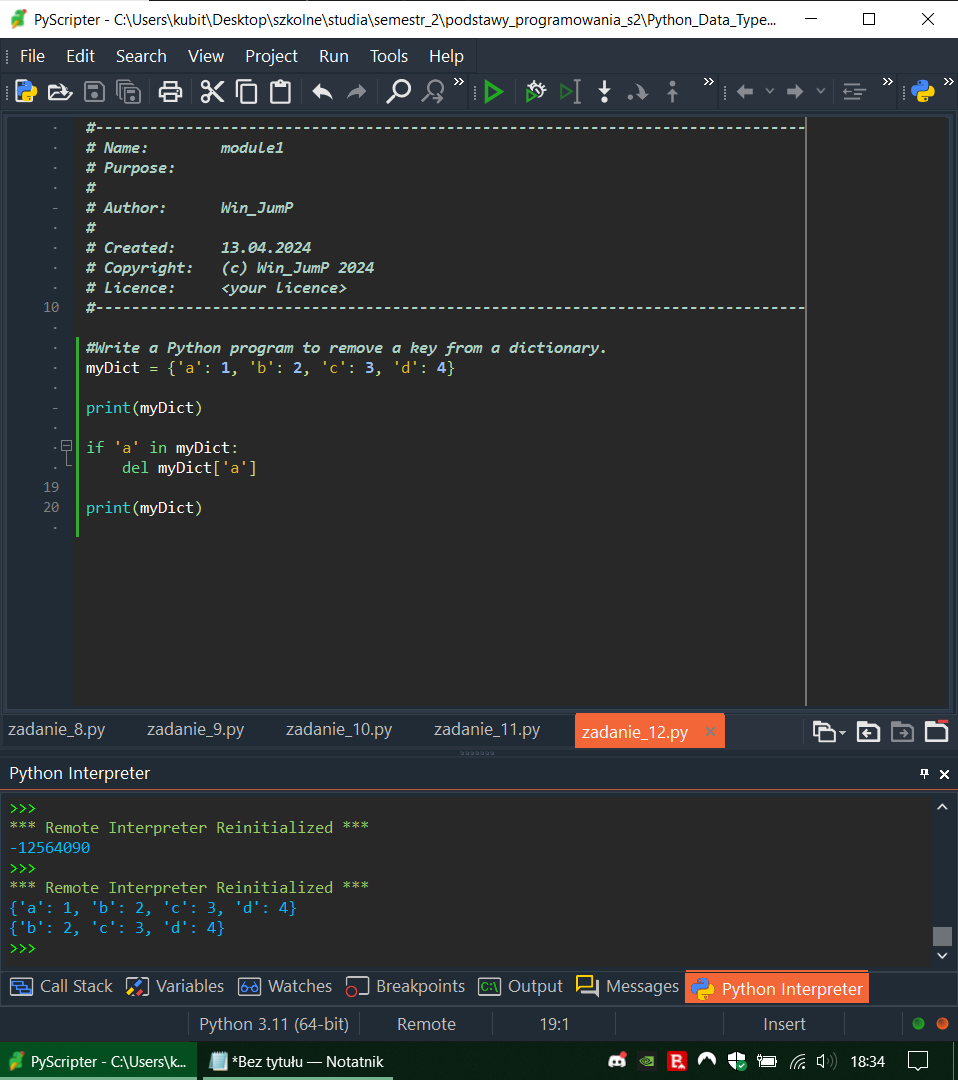 PyScripter - C:\Users\kubit\Desktop\szkolne\studia\semestr_2\podstawy_programowania_s2\Python_Data_Type...
File Edit Search View Project Run Tools Help
#------------------------------------------------------------------------------
# Name:        module1
# Purpose:
#
# Author:      Win_JumP
#
# Created:     13.04.2024
# Copyright:   (c) Win_JumP 2024
# Licence:     <your licence>
10 #------------------------------------------------------------------------------
#Write a Python program to remove a key from a dictionary.
myDict = {'a': 1, 'b': 2, 'c': 3, 'd': 4}
print(myDict)
if 'a' in myDict:
    del myDict['a']
19
20 print(myDict)
zadanie_8.py zadanie_9.py zadanie_10.py zadanie_11.py zadanie_12.py
Python Interpreter
>>>
*** Remote Interpreter Reinitialized ***
-12564090
>>>
*** Remote Interpreter Reinitialized ***
{'a': 1, 'b': 2, 'c': 3, 'd': 4}
{'b': 2, 'c': 3, 'd': 4}
>>>
Call Stack Variables Watches Breakpoints Output Messages Python Interpreter
Python 3.11 (64-bit) Remote 19:1 Insert
PyScripter - C:\Users\k... *Bez tytułu — Notatnik 18:34